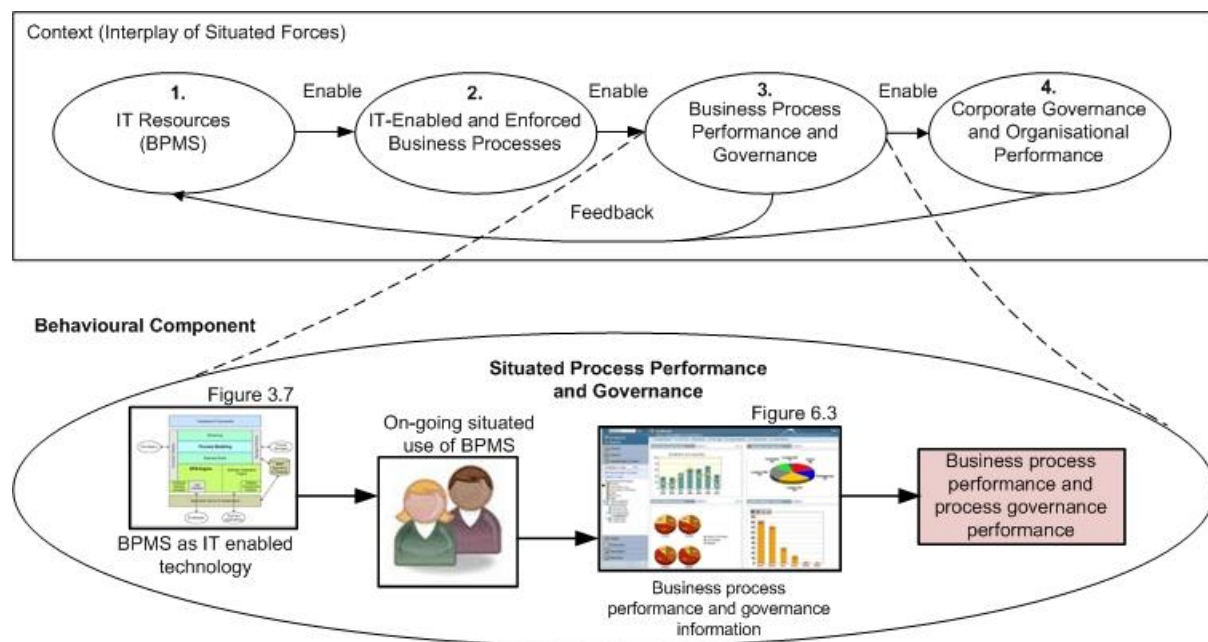 Context (Interplay of Situated Forces)
1.
IT Resources
(BPMS)
Enable
2.
IT-Enabled and Enforced
Business Processes
Enable
3.
Business Process
Performance and
Governance
Enable
4.
Corporate Governance
and Organisational
Performance
Feedback
Behavioural Component
Situated Process Performance
and Governance
Figure 3.7
BPMS as IT enabled
technology
On-going situated
use of BPMS
Figure 6.3
Business process
performance and governance
information
Business process
performance and
process governance
performance